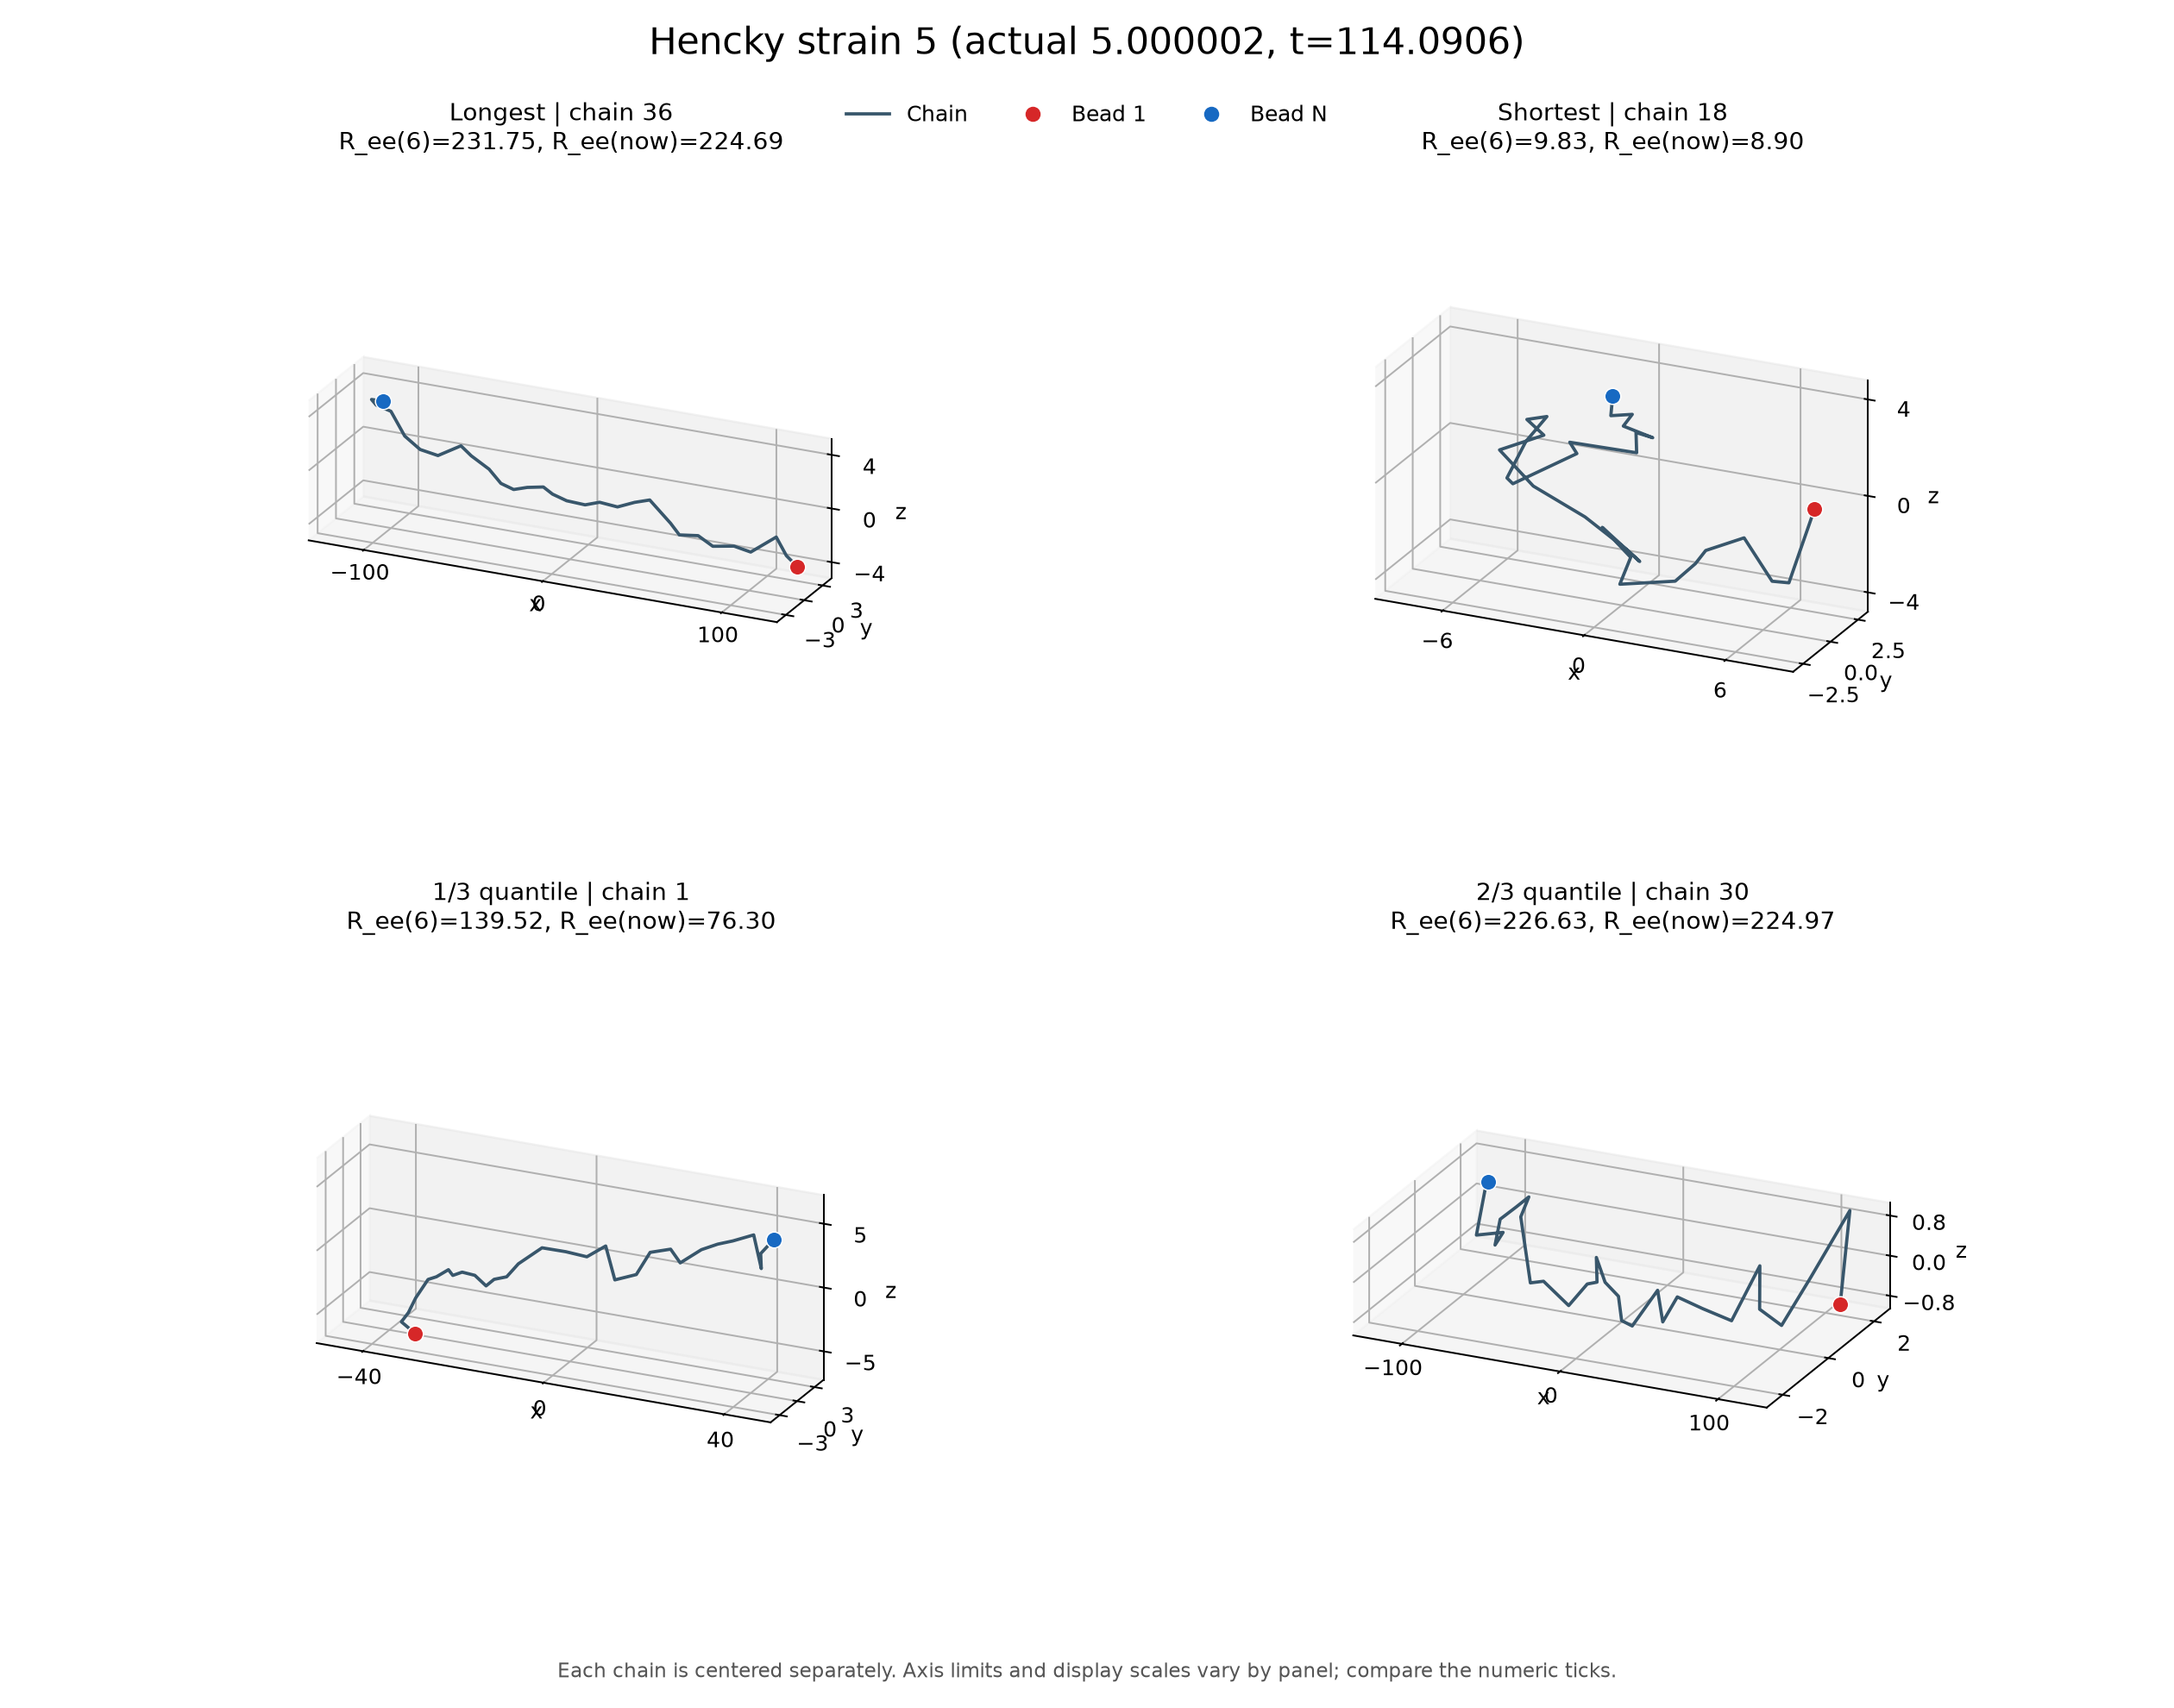 Hencky strain 5 (actual 5.000002, t=114.0906)
Chain
Bead 1
Bead N
Longest | chain 36
R_ee(6)=231.75, R_ee(now)=224.69
−100
0
100
x
−3
0
3
y
4
0
−4
z
Shortest | chain 18
R_ee(6)=9.83, R_ee(now)=8.90
−6
0
6
x
−2.5
0.0
2.5
y
4
0
−4
z
1/3 quantile | chain 1
R_ee(6)=139.52, R_ee(now)=76.30
−40
0
40
x
−3
0
3
y
5
0
−5
z
2/3 quantile | chain 30
R_ee(6)=226.63, R_ee(now)=224.97
−100
0
100
x
−2
0
2
y
0.8
0.0
−0.8
z
Each chain is centered separately. Axis limits and display scales vary by panel; compare the numeric ticks.